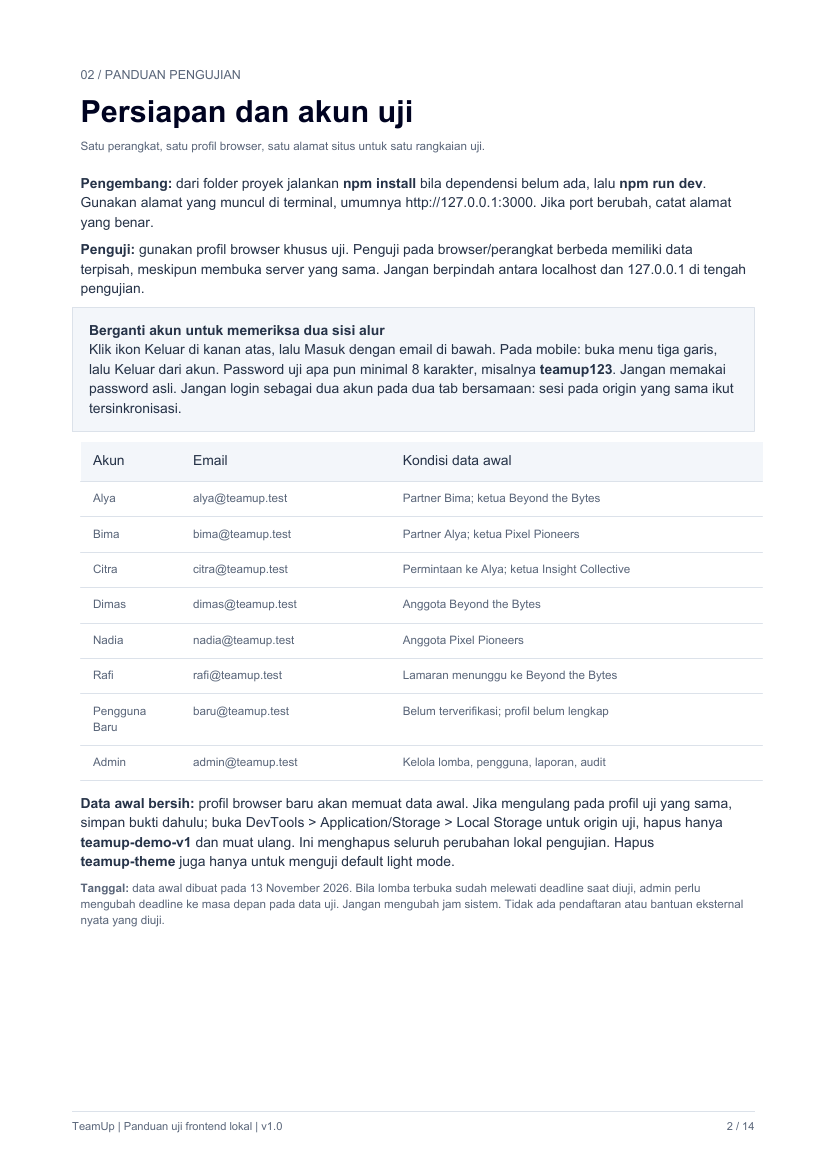 02 / PANDUAN PENGUJIAN
Persiapan dan akun uji
Satu perangkat, satu profil browser, satu alamat situs untuk satu rangkaian uji.
Pengembang: dari folder proyek jalankan npm install bila dependensi belum ada, lalu npm run dev.
Gunakan alamat yang muncul di terminal, umumnya http://127.0.0.1:3000. Jika port berubah, catat alamat
yang benar.
Penguji: gunakan profil browser khusus uji. Penguji pada browser/perangkat berbeda memiliki data
terpisah, meskipun membuka server yang sama. Jangan berpindah antara localhost dan 127.0.0.1 di tengah
pengujian.
Berganti akun untuk memeriksa dua sisi alur
Klik ikon Keluar di kanan atas, lalu Masuk dengan email di bawah. Pada mobile: buka menu tiga garis,
lalu Keluar dari akun. Password uji apa pun minimal 8 karakter, misalnya teamup123. Jangan memakai
password asli. Jangan login sebagai dua akun pada dua tab bersamaan: sesi pada origin yang sama ikut
tersinkronisasi.
Akun Email Kondisi data awal
Alya alya@teamup.test Partner Bima; ketua Beyond the Bytes
Bima bima@teamup.test Partner Alya; ketua Pixel Pioneers
Citra citra@teamup.test Permintaan ke Alya; ketua Insight Collective
Dimas dimas@teamup.test Anggota Beyond the Bytes
Nadia nadia@teamup.test Anggota Pixel Pioneers
Rafi rafi@teamup.test Lamaran menunggu ke Beyond the Bytes
Pengguna baru@teamup.test Belum terverifikasi; profil belum lengkap
Baru
Admin admin@teamup.test Kelola lomba, pengguna, laporan, audit
Data awal bersih: profil browser baru akan memuat data awal. Jika mengulang pada profil uji yang sama,
simpan bukti dahulu; buka DevTools > Application/Storage > Local Storage untuk origin uji, hapus hanya
teamup-demo-v1 dan muat ulang. Ini menghapus seluruh perubahan lokal pengujian. Hapus
teamup-theme juga hanya untuk menguji default light mode.
Tanggal: data awal dibuat pada 13 November 2026. Bila lomba terbuka sudah melewati deadline saat diuji, admin perlu
mengubah deadline ke masa depan pada data uji. Jangan mengubah jam sistem. Tidak ada pendaftaran atau bantuan eksternal
nyata yang diuji.
TeamUp | Panduan uji frontend lokal | v1.0 2 / 14